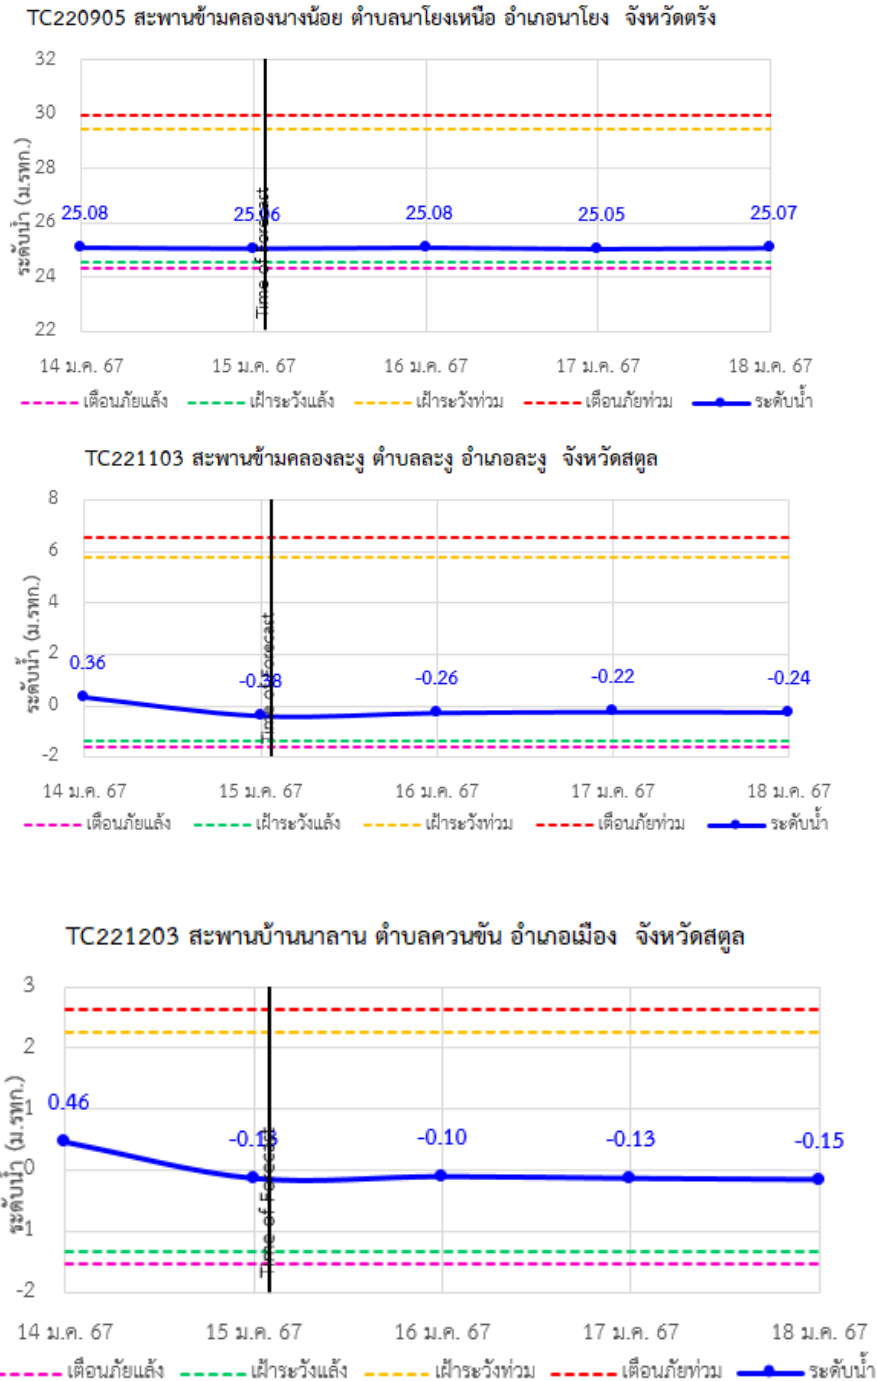 TC220905 สะพานข้ามคลองนางน้อย ตำบลนาโยงเหนือ อำเภอนาโยง จังหวัดตรัง
ระดับน้ำ (ม.รทก.)
32
30
28
26
24
22
25.08 25.06 25.08 25.05 25.07
Time of Forecast
14 ม.ค. 67 15 ม.ค. 67 16 ม.ค. 67 17 ม.ค. 67 18 ม.ค. 67
เตือนภัยแล้ง เฝ้าระวังแล้ง เฝ้าระวังท่วม เตือนภัยท่วม ระดับน้ำ
TC221103 สะพานข้ามคลองละงู ตำบลละงู อำเภอละงู จังหวัดสตูล
ระดับน้ำ (ม.รทก.)
8
6
4
2
0
-2
0.36 -0.38 -0.26 -0.22 -0.24
Time of Forecast
14 ม.ค. 67 15 ม.ค. 67 16 ม.ค. 67 17 ม.ค. 67 18 ม.ค. 67
เตือนภัยแล้ง เฝ้าระวังแล้ง เฝ้าระวังท่วม เตือนภัยท่วม ระดับน้ำ
TC221203 สะพานบ้านนาลาน ตำบลควนขัน อำเภอเมือง จังหวัดสตูล
ระดับน้ำ (ม.รทก.)
3
2
1
0
-1
-2
0.46 -0.13 -0.10 -0.13 -0.15
Time of Forecast
14 ม.ค. 67 15 ม.ค. 67 16 ม.ค. 67 17 ม.ค. 67 18 ม.ค. 67
เตือนภัยแล้ง เฝ้าระวังแล้ง เฝ้าระวังท่วม เตือนภัยท่วม ระดับน้ำ